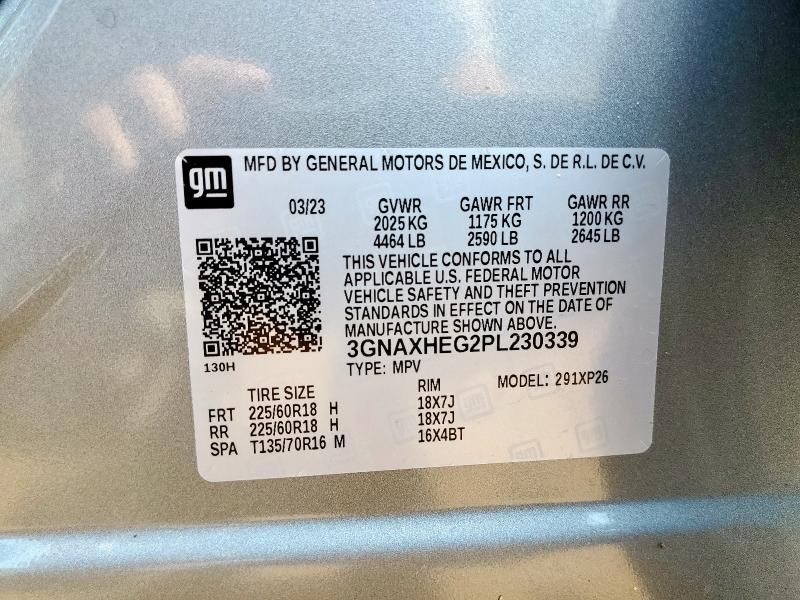 gm MFD BY GENERAL MOTORS DE MEXICO, S. DE R.L. DE C.V.
03/23 GVWR GAWR FRT GAWR RR
2025 KG 1175 KG 1200 KG
4464 LB 2590 LB 2645 LB
THIS VEHICLE CONFORMS TO ALL
APPLICABLE U.S. FEDERAL MOTOR
VEHICLE SAFETY AND THEFT PREVENTION
STANDARDS IN EFFECT ON THE DATE OF
MANUFACTURE SHOWN ABOVE.
3GNAXHEG2PL230339
130H TYPE: MPV MODEL: 291XP26
TIRE SIZE RIM
FRT 225/60R18 H 18X7J
RR 225/60R18 H 18X7J
SPA T135/70R16 M 16X4BT